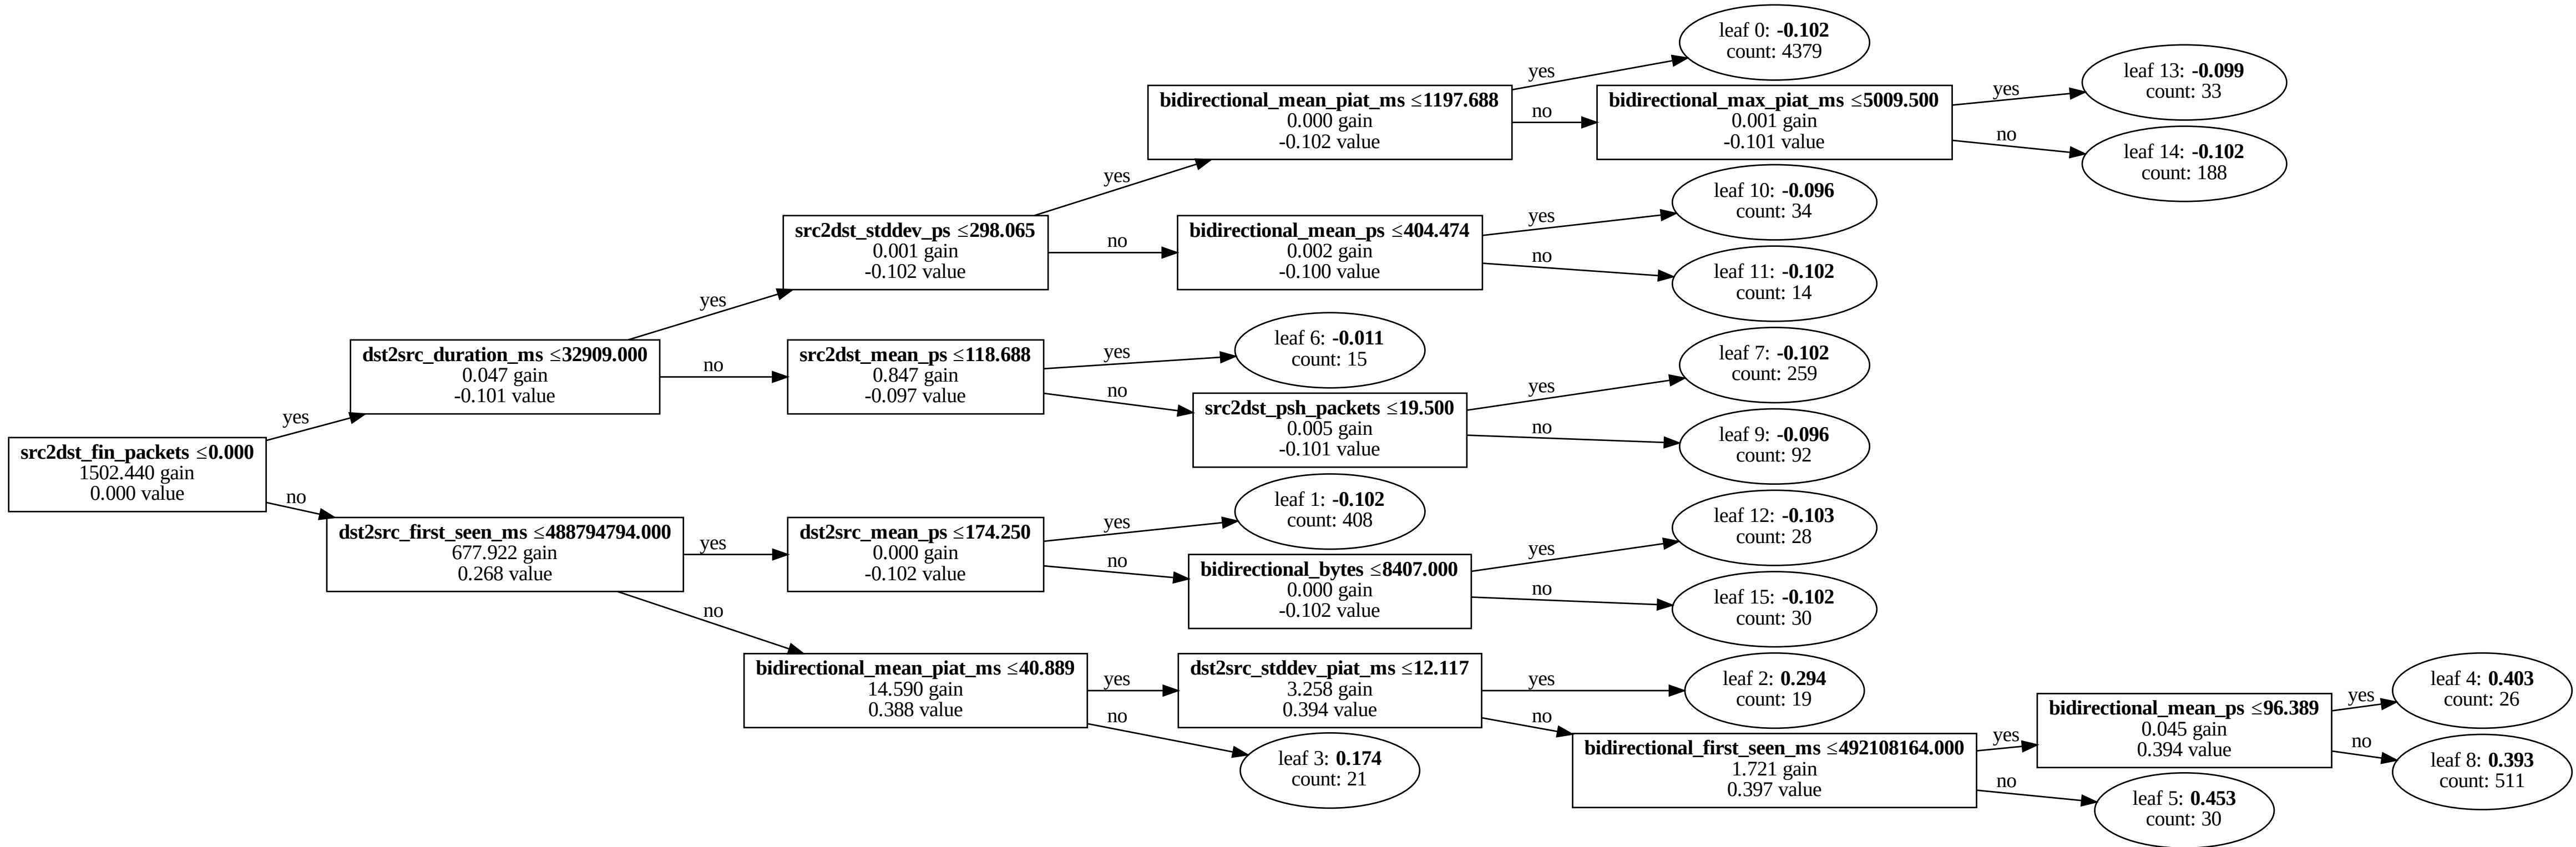 src2dst_fin_packets ≤0.000
1502.440 gain
0.000 value
yes
no
dst2src_duration_ms ≤32909.000
0.047 gain
-0.101 value
yes
no
src2dst_stddev_ps ≤298.065
0.001 gain
-0.102 value
yes
no
bidirectional_mean_piat_ms ≤1197.688
0.000 gain
-0.102 value
yes
no
leaf 0: -0.102
count: 4379
bidirectional_max_piat_ms ≤5009.500
0.001 gain
-0.101 value
yes
no
leaf 13: -0.099
count: 33
leaf 14: -0.102
count: 188
bidirectional_mean_ps ≤404.474
0.002 gain
-0.100 value
yes
no
leaf 10: -0.096
count: 34
leaf 11: -0.102
count: 14
src2dst_mean_ps ≤118.688
0.847 gain
-0.097 value
yes
no
leaf 6: -0.011
count: 15
src2dst_psh_packets ≤19.500
0.005 gain
-0.101 value
yes
no
leaf 7: -0.102
count: 259
leaf 9: -0.096
count: 92
dst2src_first_seen_ms ≤488794794.000
677.922 gain
0.268 value
yes
no
dst2src_mean_ps ≤174.250
0.000 gain
-0.102 value
yes
no
leaf 1: -0.102
count: 408
bidirectional_bytes ≤8407.000
0.000 gain
-0.102 value
yes
no
leaf 12: -0.103
count: 28
leaf 15: -0.102
count: 30
bidirectional_mean_piat_ms ≤40.889
14.590 gain
0.388 value
yes
no
dst2src_stddev_piat_ms ≤12.117
3.258 gain
0.394 value
yes
no
leaf 2: 0.294
count: 19
leaf 3: 0.174
count: 21
bidirectional_first_seen_ms ≤492108164.000
1.721 gain
0.397 value
yes
no
bidirectional_mean_ps ≤96.389
0.045 gain
0.394 value
yes
no
leaf 4: 0.403
count: 26
leaf 8: 0.393
count: 511
leaf 5: 0.453
count: 30